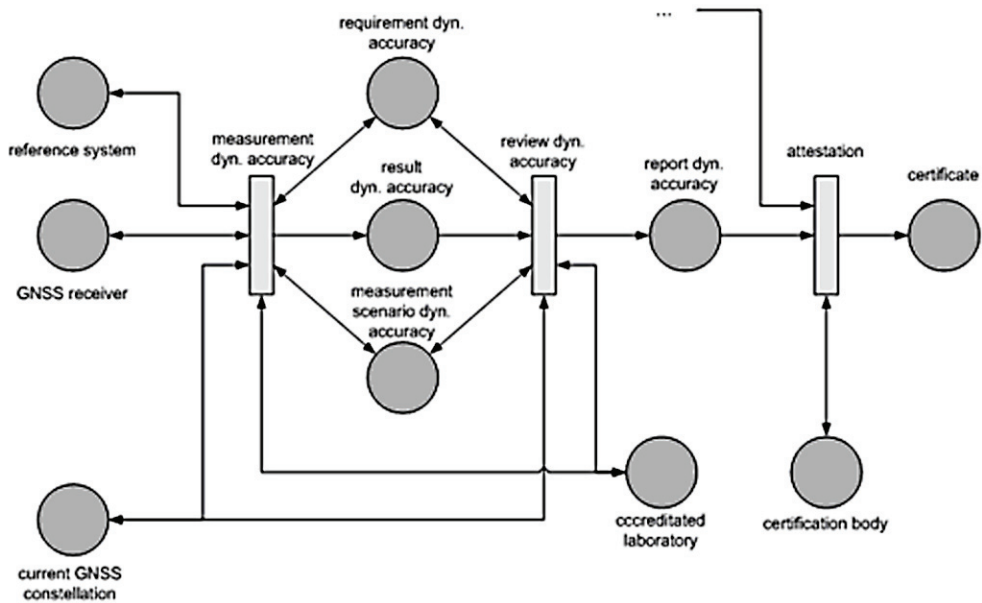 requirement dyn.
accuracy
...
reference system
measurement
dyn. accuracy
review dyn.
accuracy
result
dyn. accuracy
report dyn.
accuracy
attestation
certificate
GNSS receiver
measurement
scenario dyn.
accuracy
cccreditated
laboratory
certification body
current GNSS
constellation